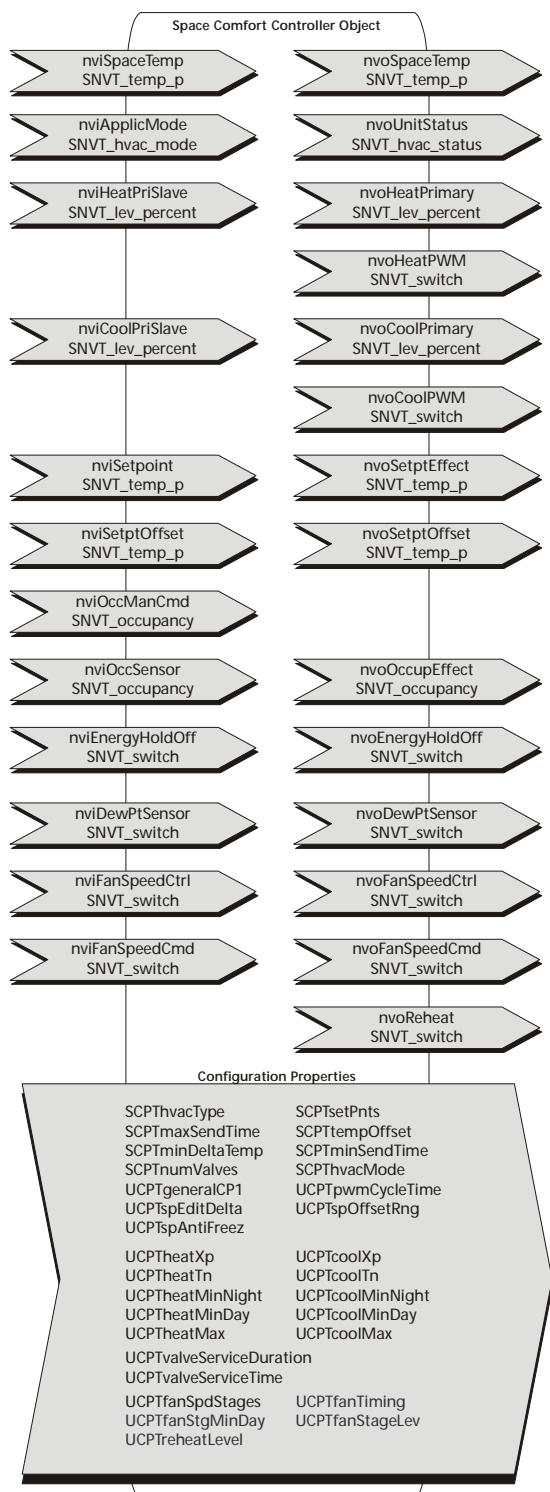 Space Comfort Controller Object
nviSpaceTemp
SNVT_temp_p
nvoSpaceTemp
SNVT_temp_p
nviApplicMode
SNVT_hvac_mode
nvoUnitStatus
SNVT_hvac_status
nviHeatPriSlave
SNVT_lev_percent
nvoHeatPrimary
SNVT_lev_percent
nvoHeatPWM
SNVT_switch
nviCoolPriSlave
SNVT_lev_percent
nvoCoolPrimary
SNVT_lev_percent
nvoCoolPWM
SNVT_switch
nviSetpoint
SNVT_temp_p
nvoSetptEffect
SNVT_temp_p
nviSetptOffset
SNVT_temp_p
nvoSetptOffset
SNVT_temp_p
nviOccManCmd
SNVT_occupancy
nviOccSensor
SNVT_occupancy
nvoOccupEffect
SNVT_occupancy
nviEnergyHoldOff
SNVT_switch
nvoEnergyHoldOff
SNVT_switch
nviDewPtSensor
SNVT_switch
nvoDewPtSensor
SNVT_switch
nviFanSpeedCtrl
SNVT_switch
nvoFanSpeedCtrl
SNVT_switch
nviFanSpeedCmd
SNVT_switch
nvoFanSpeedCmd
SNVT_switch
nvoReheat
SNVT_switch
Configuration Properties
SCPThvacType SCPTsetPnts
SCPTmaxSendTime SCPTtempOffset
SCPTminDeltaTemp SCPTminSendTime
SCPTnumValves SCPThvacMode
UCPTgeneralCP1 UCPTpwmCycleTime
UCPTspEditDelta UCPTspOffsetRng
UCPTspAntiFreez
UCPTheatXp UCPTcoolXp
UCPTheatTn UCPTcoolTn
UCPTheatMinNight UCPTcoolMinNight
UCPTheatMinDay UCPTcoolMinDay
UCPTheatMax UCPTcoolMax
UCPTvalveServiceDuration
UCPTvalveServiceTime
UCPTfanSpdStages UCPTfanTiming
UCPTfanStgMinDay UCPTfanStageLev
UCPTreheatLevel